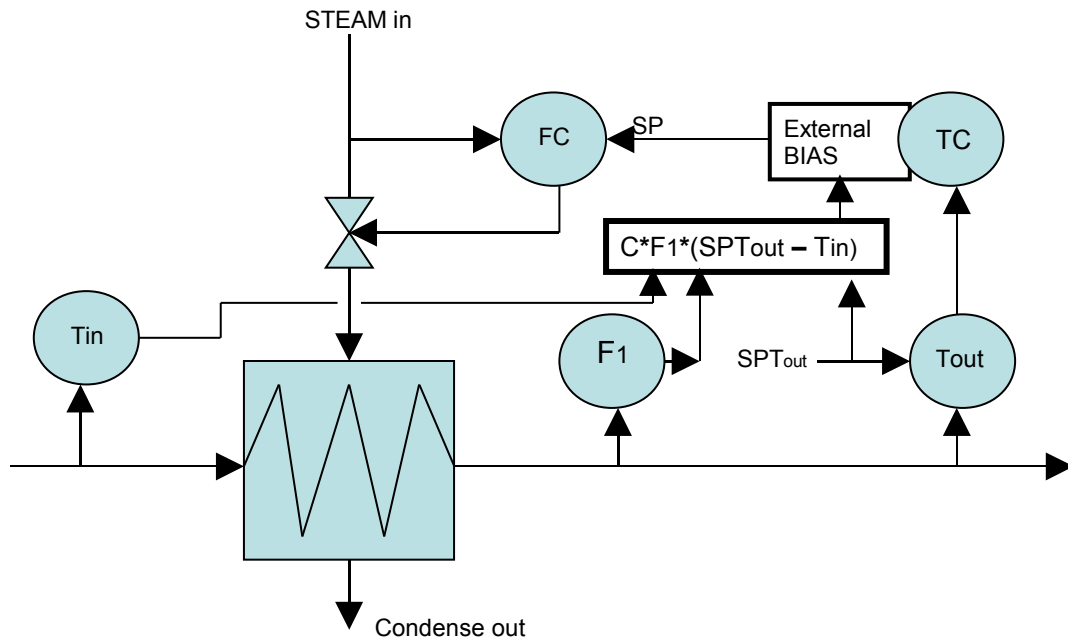 STEAM in
FC
SP
External
BIAS
TC
C*F1*(SPTout – Tin)
Tin
F1
SPTout
Tout
Condense out